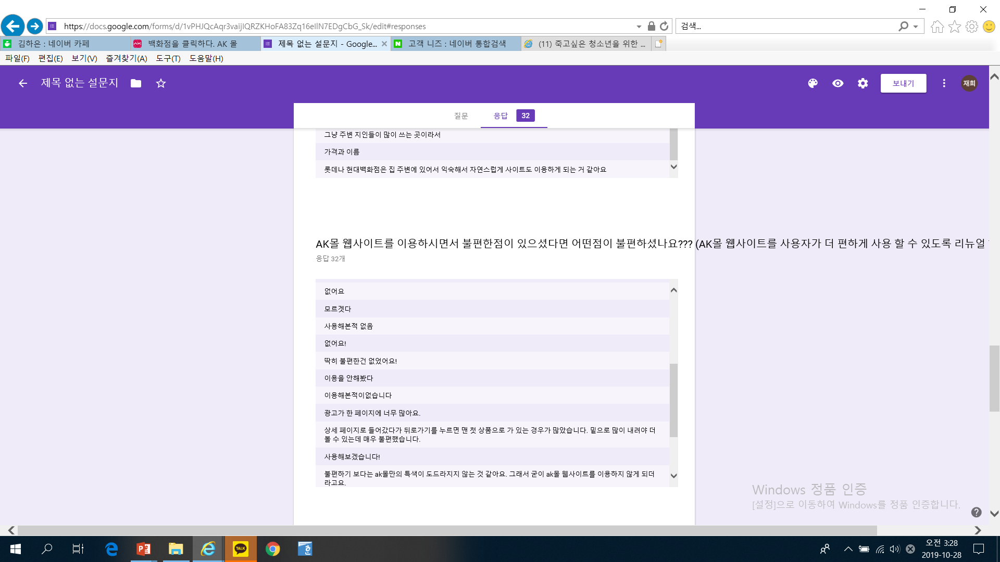 https://docs.google.com/forms/d/1vPHJQcAqr3vaijIQRZKHoFA83Zq16eIlN7EDgCbG_Sk/edit#responses
검색...
김하은 : 네이버 카페
백화점을 클릭하다. AK 몰
제목 없는 설문지 - Google...
고객 니즈 : 네이버 통합검색
(11) 죽고싶은 청소년을 위한 ...
파일(F) 편집(E) 보기(V) 즐겨찾기(A) 도구(T) 도움말(H)
제목 없는 설문지
보내기
재희
질문
응답 32
그냥 주변 지인들이 많이 쓰는 곳이라서
가격과 이름
롯데나 현대백화점은 집 주변에 있어서 익숙해서 자연스럽게 사이트도 이용하게 되는 거 같아요
AK몰 웹사이트를 이용하시면서 불편한점이 있으셨다면 어떤점이 불편하셨나요??? (AK몰 웹사이트를 사용자가 더 편하게 사용 할 수 있도록 리뉴얼
응답 32개
없어요
모르겟다
사용해본적 없음
없어요!
딱히 불편한건 없었어요!
이용을 안해봤다
이용해본적이없습니다
광고가 한 페이지에 너무 많아요.
상세 페이지로 들어갔다가 뒤로가기를 누르면 맨 첫 상품으로 가 있는 경우가 많았습니다. 밑으로 많이 내려야 더
볼 수 있는데 매우 불편했습니다.
사용해보겠습니다!
불편하기 보다는 ak몰만의 특색이 도드라지지 않는 것 같아요. 그래서 굳이 ak몰 웹사이트를 이용하지 않게 되더
라고요.
Windows 정품 인증
[설정]으로 이동하여 Windows를 정품 인증합니다.
TALK
오전 3:28
2019-10-28